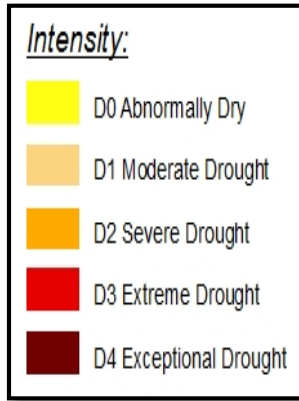 Intensity:
D0 Abnormally Dry
D1 Moderate Drought
D2 Severe Drought
D3 Extreme Drought
D4 Exceptional Drought